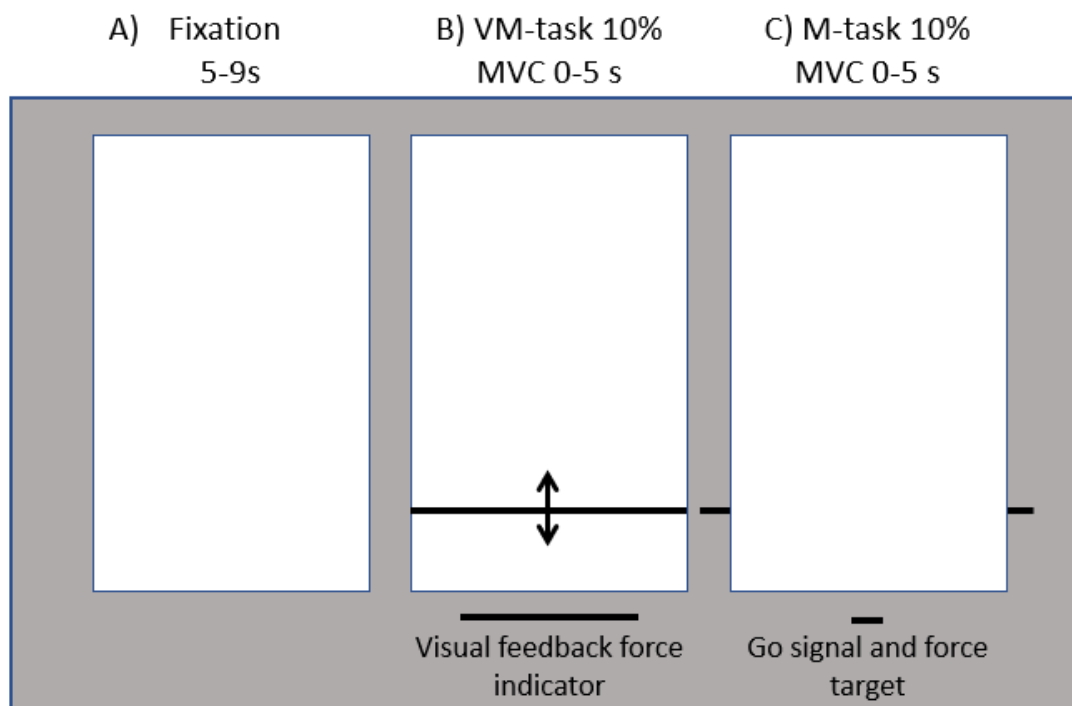 A) Fixation
5-9s
B) VM-task 10%
MVC 0-5 s
C) M-task 10%
MVC 0-5 s
Visual feedback force
indicator
Go signal and force
target